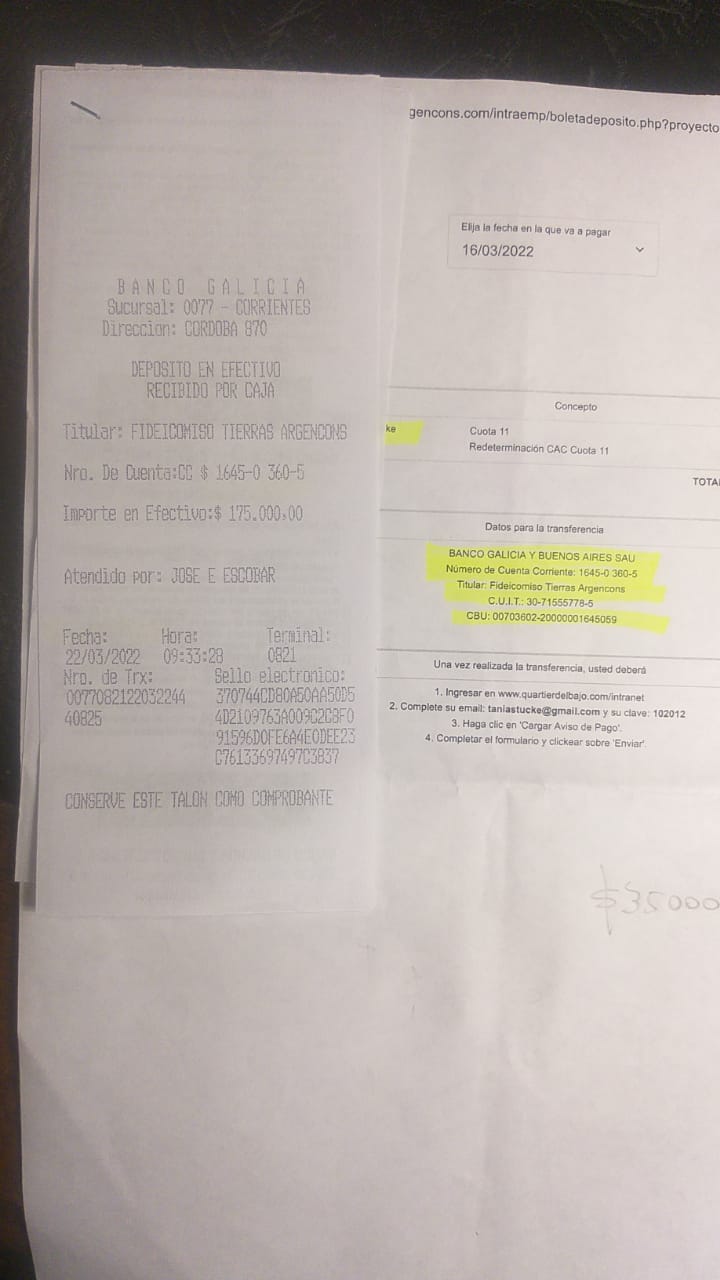 gencons.com/intraemp/boletadeposito.php?proyecto
Elija la fecha en la que va a pagar
16/03/2022
BANCO GALICIA
Sucursal: 0077 - CORRIENTES
Direccion: CORDOBA 870
DEPOSITO EN EFECTIVO
RECIBIDO POR CAJA
Titular: FIDEICOMISO TIERRAS ARGENCONS
Nro. De Cuenta:CC $ 1645-0 360-5
Importe en Efectivo:$ 175.000,00
Atendido por: JOSE E ESCOBAR
Fecha: Hora: Terminal:
22/03/2022 09:33:28 0821
Nro. de Trx: Sello electronico:
0077082122032244 370744CD80A50AA50D5
40825 4D2109763A009C2CBF0
91596D0FE6A4E0DEE23
C76133697497C3837
CONSERVE ESTE TALON COMO COMPROBANTE
Concepto
ke Cuota 11
Redeterminación CAC Cuota 11
TOTA
Datos para la transferencia
BANCO GALICIA Y BUENOS AIRES SAU
Número de Cuenta Corriente: 1645-0 360-5
Titular: Fideicomiso Tierras Argencons
C.U.I.T.: 30-71555778-5
CBU: 00703602-20000001645059
Una vez realizada la transferencia, usted deberá
1. Ingresar en www.quartierdelbajo.com/intranet
2. Complete su email: taniastucke@gmail.com y su clave: 102012
3. Haga clic en 'Cargar Aviso de Pago'.
4. Completar el formulario y clickear sobre 'Enviar'.
$35000